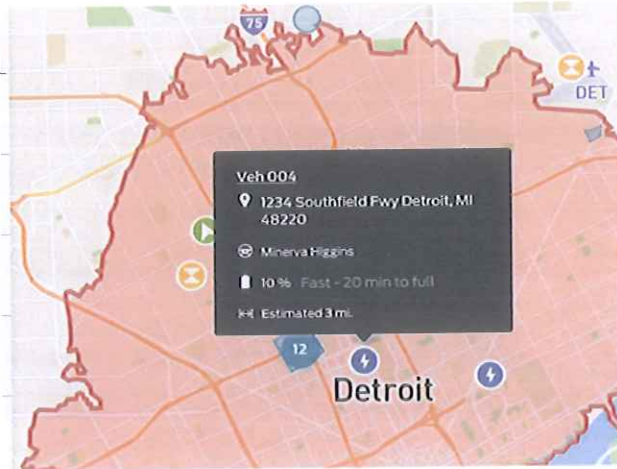 75
DET
Veh 004
1234 Southfield Fwy Detroit, MI
48220
Minerva Higgins
10 % Fast - 20 min to full
Estimated 3 mi.
12
Detroit